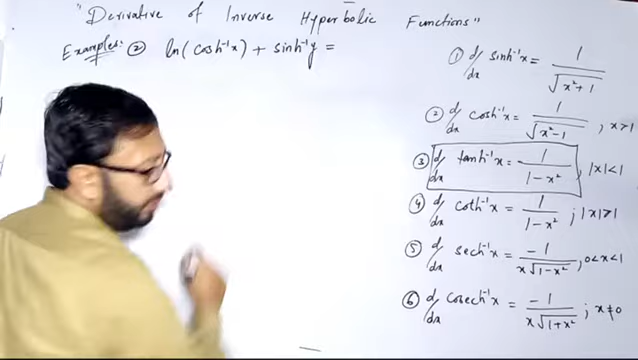 "Derivative of Inverse Hyperbolic Functions"
Examples: ② ln(cosh⁻¹x) + sinh⁻¹y =
① d/dx sinh⁻¹x = 1/√(x²+1)
② d/dx cosh⁻¹x = 1/√(x²-1) ; x>1
③ d/dx tanh⁻¹x = 1/(1-x²) , |x|<1
④ d/dx coth⁻¹x = 1/(1-x²) ; |x|>1
⑤ d/dx sech⁻¹x = -1/(x√(1-x²)) , 0<x<1
⑥ d/dx cosech⁻¹x = -1/(x√(1+x²)) ; x≠0